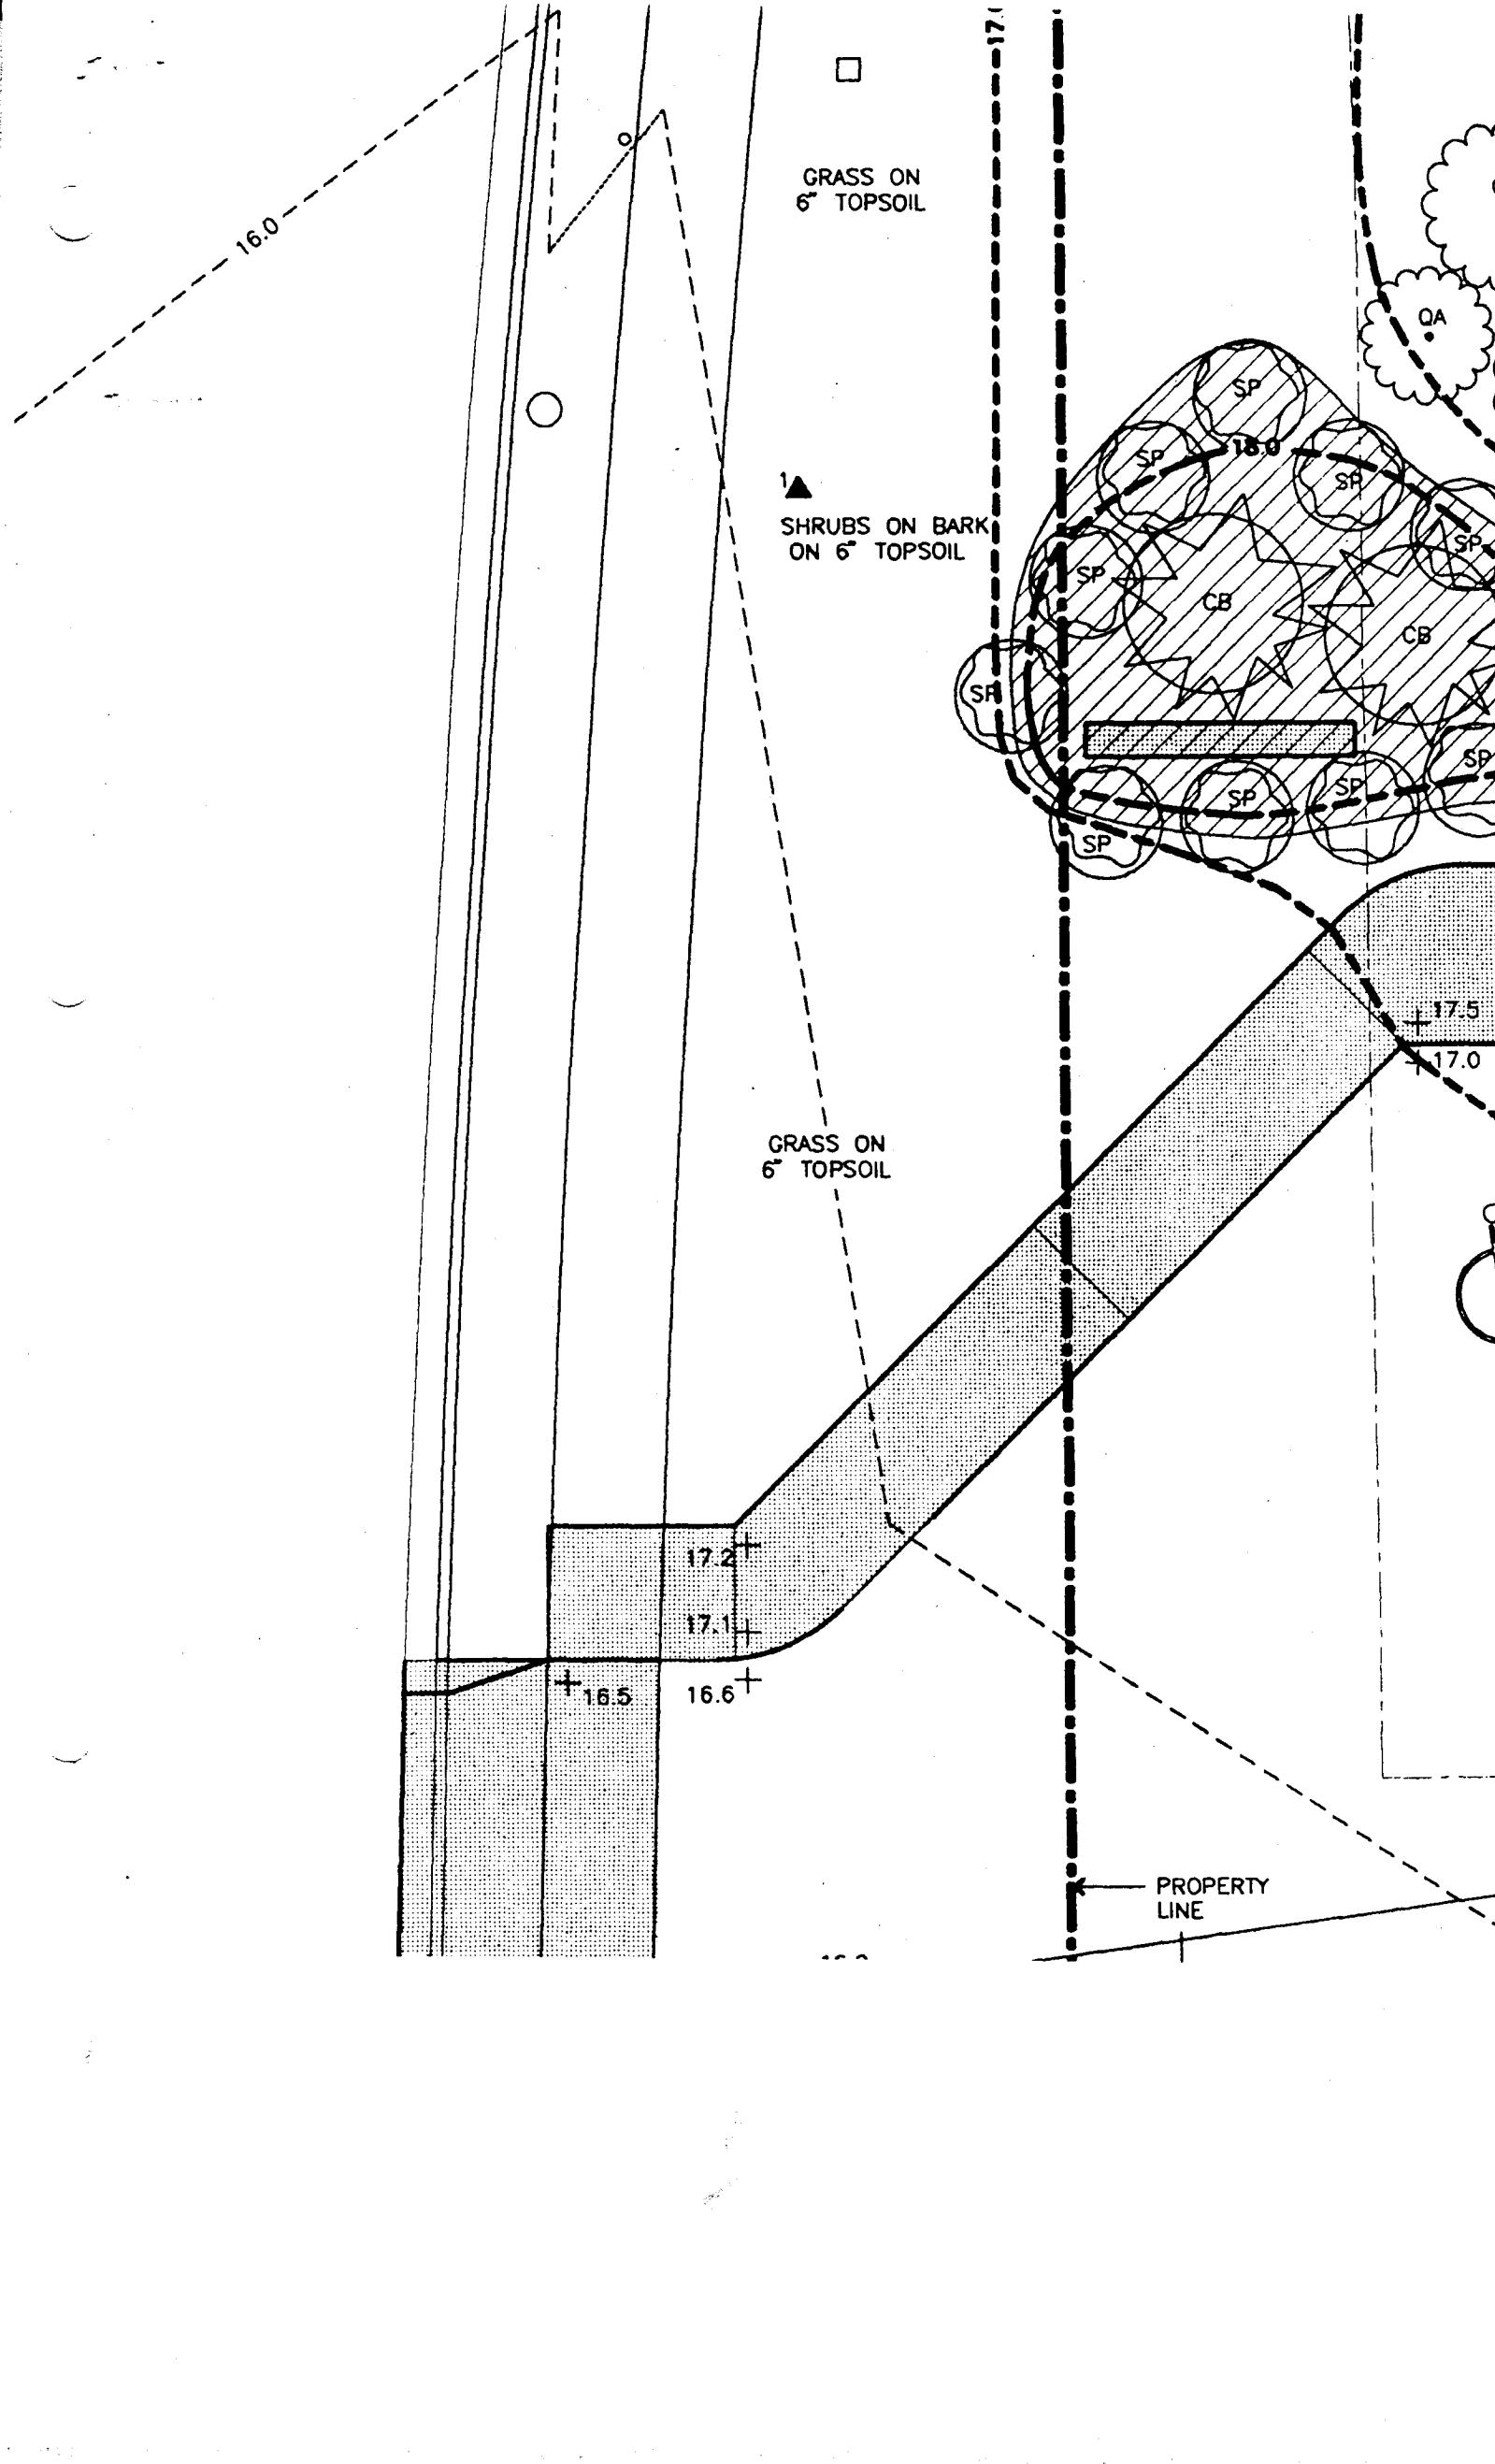 17.0
GRASS ON
6" TOPSOIL
16.0
QA
SP
18.0
SP
SP
1
SHRUBS ON BARK
ON 6" TOPSOIL
SP
SP
CB
CB
SP
SP
SP
SP
SP
17.5
17.0
GRASS ON
6" TOPSOIL
17.2
17.1
16.5
16.6
PROPERTY
LINE